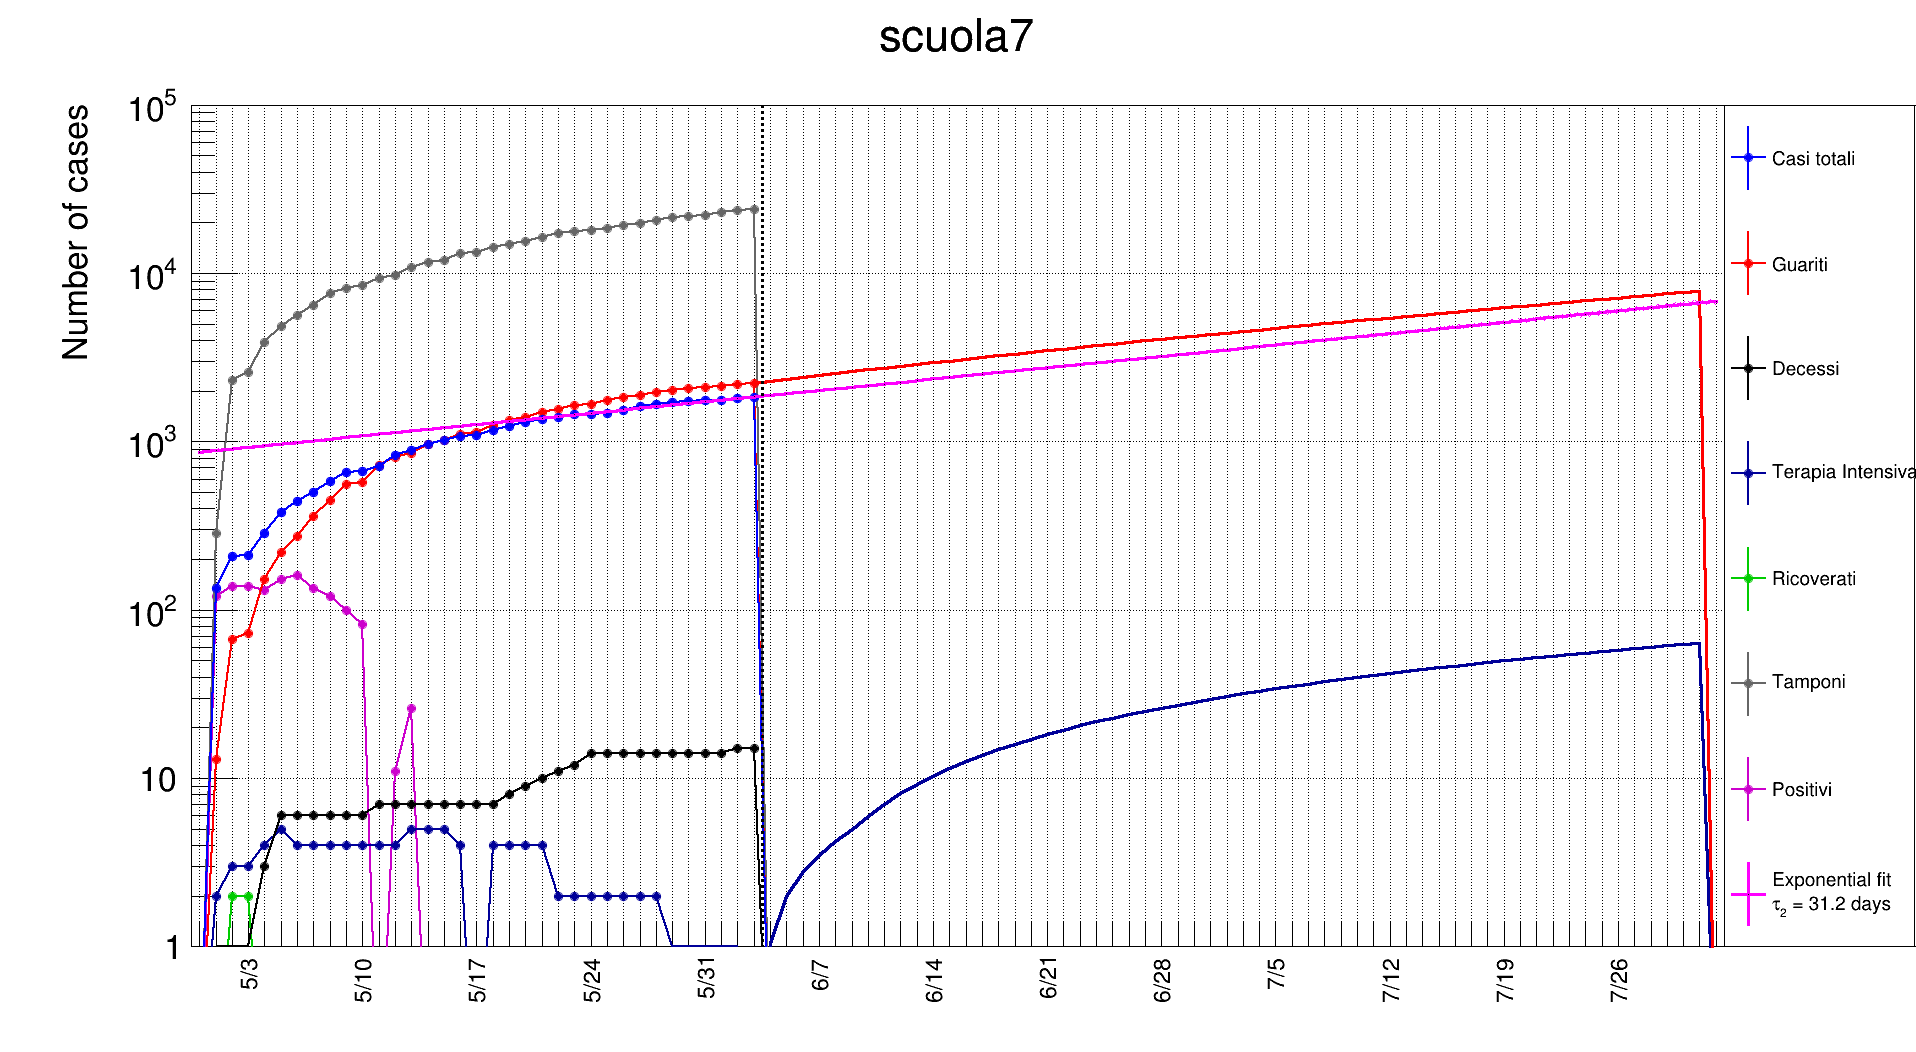 scuola7
Number of cases
10^5
10^4
10^3
10^2
10
1
5/3
5/10
5/17
5/24
5/31
6/7
6/14
6/21
6/28
7/5
7/12
7/19
7/26
Casi totali
Guariti
Decessi
Terapia Intensiva
Ricoverati
Tamponi
Positivi
Exponential fit
τ₂ = 31.2 days